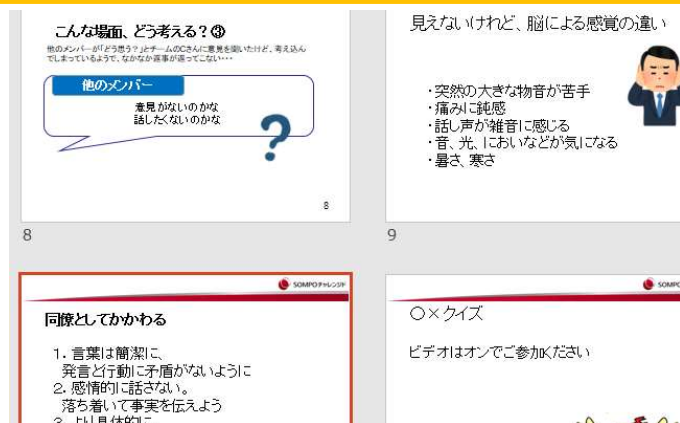 こんな場面、どう考える？③
他のメンバーが「どう思う？」とチームのCさんに意見を聞いたけど、考え込ん
でしまっているようで、なかなか返事が返ってこない･･･
他のメンバー
意見がないのかな
話したくないのかな
?
8
8
見えないけれど、脳による感覚の違い
・突然の大きな物音が苦手
・痛みに鈍感
・話し声が雑音に感じる
・音、光、においなどが気になる
・暑さ、寒さ
9
SOMPOチャレンジド
同僚としてかかわる
1．言葉は簡潔に、
発言と行動に矛盾がないように
2．感情的に話さない。
落ち着いて事実を伝えよう
3．より具体的に
SOMPO
○×クイズ
ビデオはオンでご参加ください